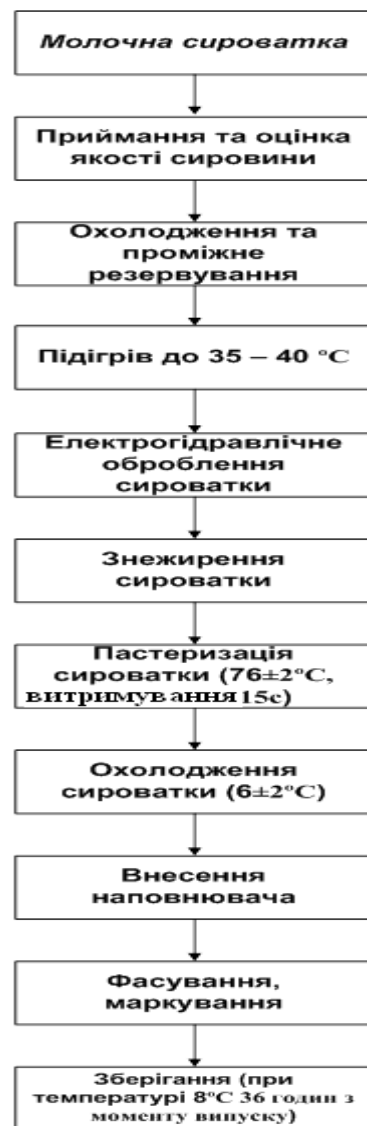 Молочна сироватка
Приймання та оцінка
якості сировини
Охолодження та
проміжне
резервування
Підігрів до 35 – 40 °С
Електрогідравлічне
оброблення
сироватки
Знежирення
сироватки
Пастеризація
сироватки (76±2°С,
витримування 15с)
Охолодження
сироватки (6±2°С)
Внесення
наповнювача
Фасування,
маркування
Зберігання (при
температурі 8°С 36 годин з
моменту випуску)